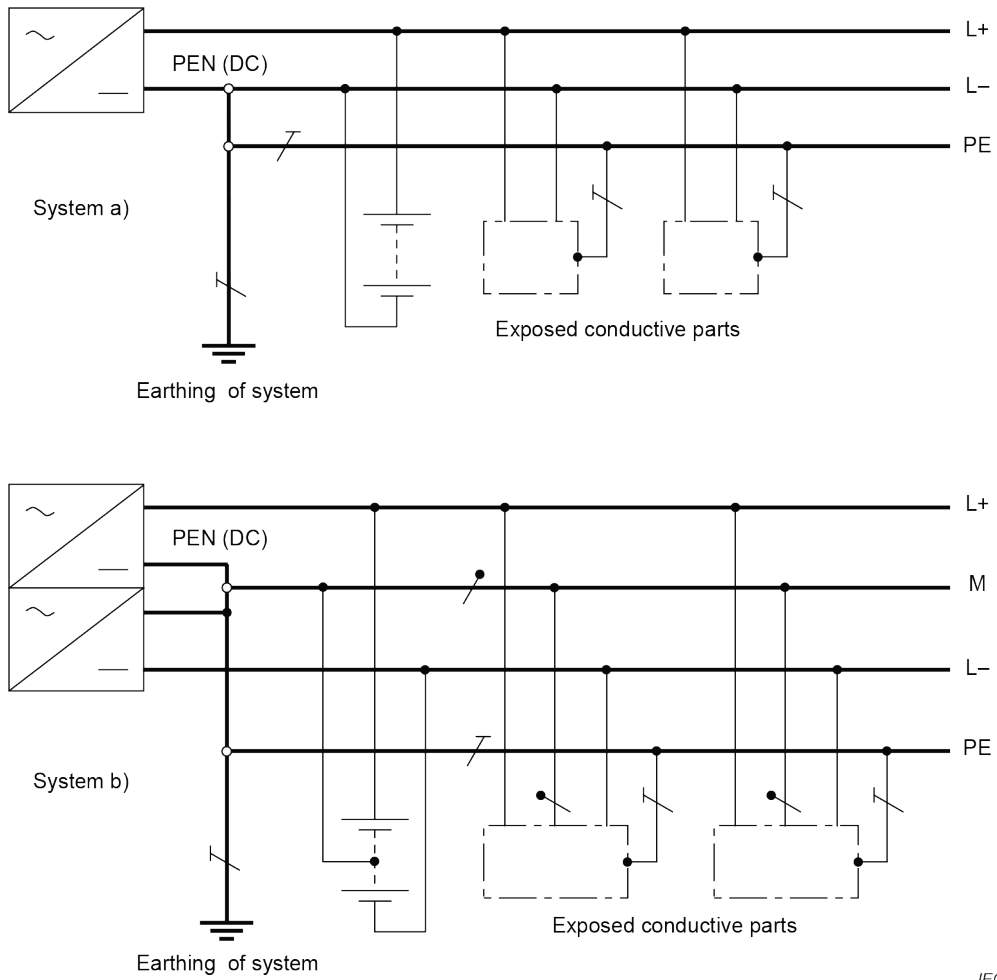 L+
PEN (DC)
L–
PE
System a)
Exposed conductive parts
Earthing of system
L+
PEN (DC)
M
L–
PE
System b)
Exposed conductive parts
Earthing of system